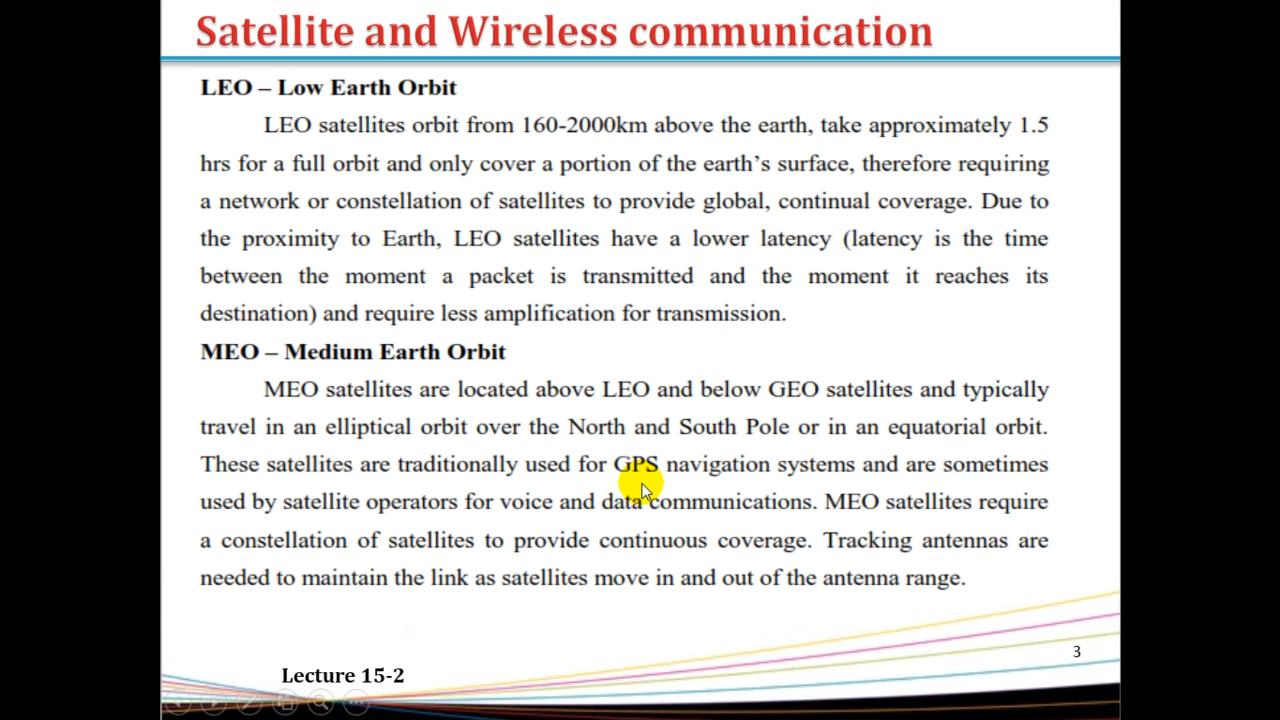 Satellite and Wireless communication
LEO – Low Earth Orbit
LEO satellites orbit from 160-2000km above the earth, take approximately 1.5
hrs for a full orbit and only cover a portion of the earth’s surface, therefore requiring
a network or constellation of satellites to provide global, continual coverage. Due to
the proximity to Earth, LEO satellites have a lower latency (latency is the time
between the moment a packet is transmitted and the moment it reaches its
destination) and require less amplification for transmission.
MEO – Medium Earth Orbit
MEO satellites are located above LEO and below GEO satellites and typically
travel in an elliptical orbit over the North and South Pole or in an equatorial orbit.
These satellites are traditionally used for GPS navigation systems and are sometimes
used by satellite operators for voice and data communications. MEO satellites require
a constellation of satellites to provide continuous coverage. Tracking antennas are
needed to maintain the link as satellites move in and out of the antenna range.
3
Lecture 15-2